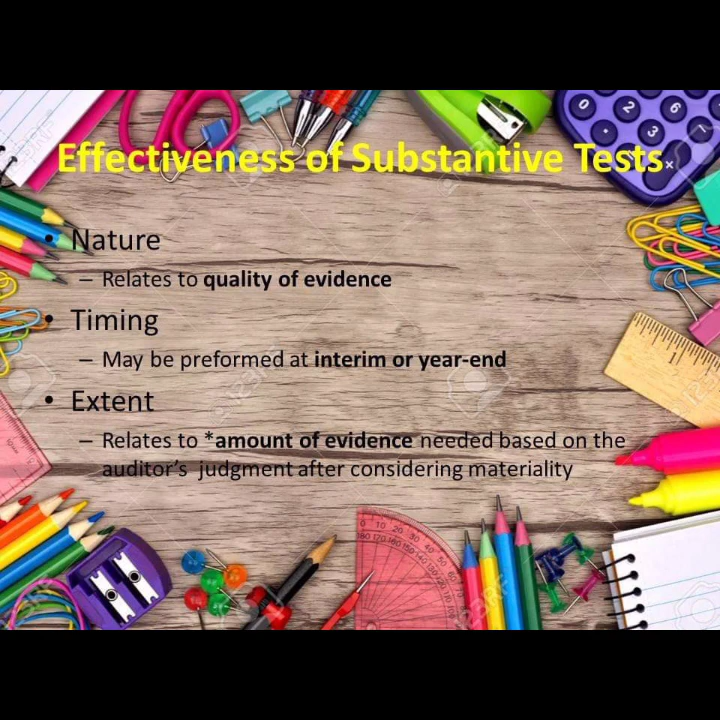 Effectiveness of Substantive Tests
• Nature
– Relates to quality of evidence
• Timing
– May be preformed at interim or year-end
• Extent
– Relates to *amount of evidence needed based on the
auditor’s judgment after considering materiality